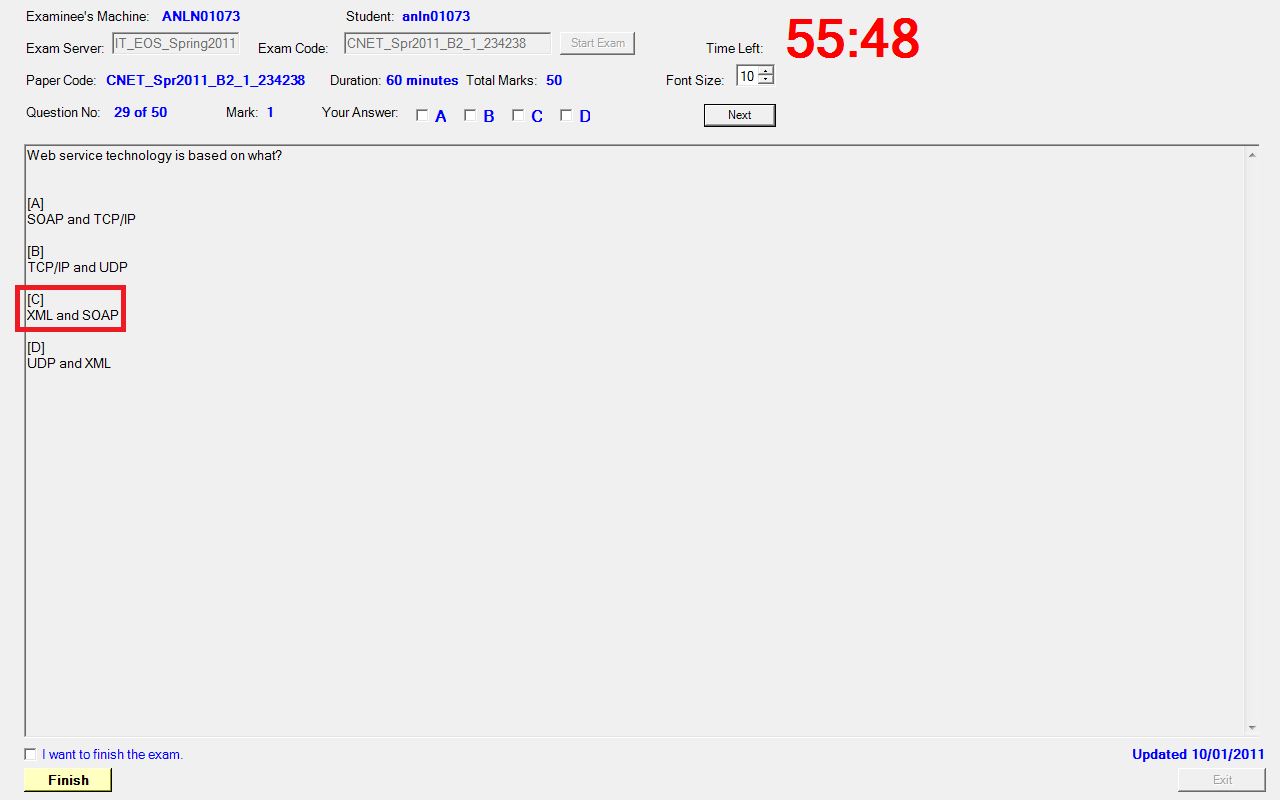 Examinee's Machine: ANLN01073 Student: anln01073
55:48
Exam Server: IT_EOS_Spring2011 Exam Code: CNET_Spr2011_B2_1_234238 Start Exam Time Left:
Paper Code: CNET_Spr2011_B2_1_234238 Duration: 60 minutes Total Marks: 50 Font Size: 10
Question No: 29 of 50 Mark: 1 Your Answer: A B C D Next
Web service technology is based on what?
[A]
SOAP and TCP/IP
[B]
TCP/IP and UDP
[C]
XML and SOAP
[D]
UDP and XML
I want to finish the exam. Updated 10/01/2011
Finish Exit